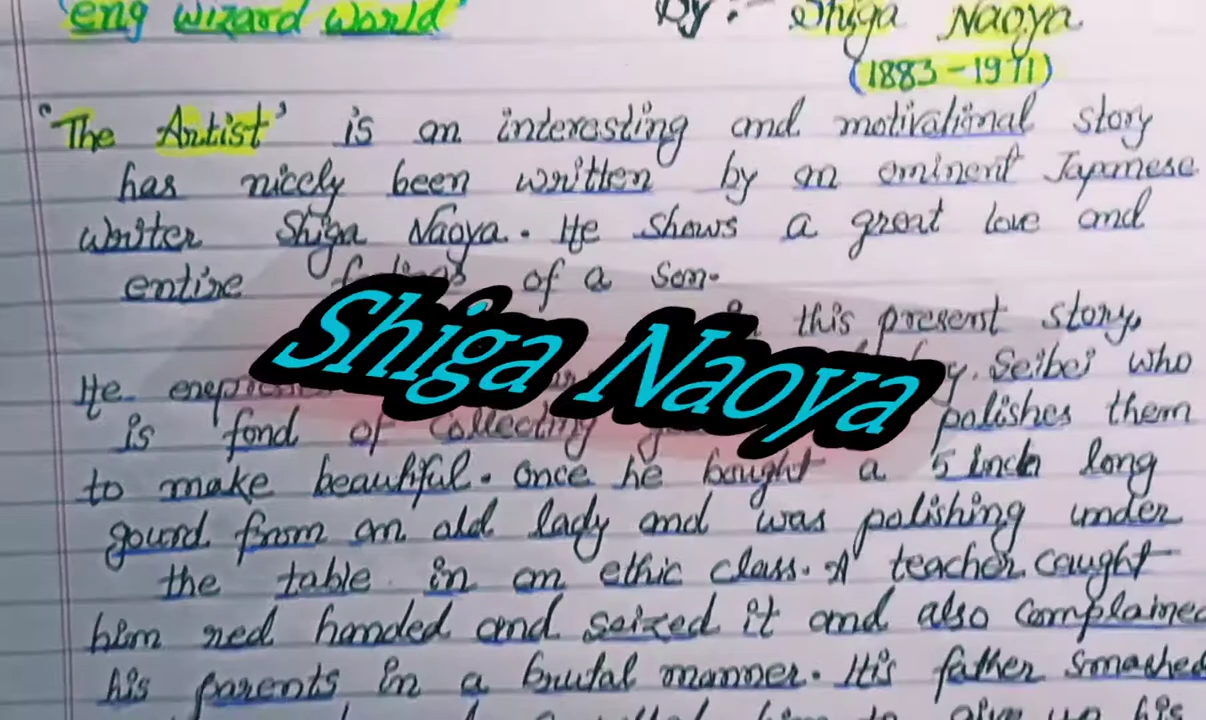 'eng Wizard World' By:- Shiga Naoya
(1883-1971)
"The Artist' is an interesting and motivational story
has nicely been written by an eminent Japanese
writer Shiga Naoya. He shows a great love and
entire of a son.
this present story,
He Seibei who
is fond of collecting polishes them
to make beautiful. Once he bought a 5 inch long
gourd from an old lady and was polishing under
the table in an ethic class. A teacher caught
him red handed and seized it and also complained
his parents in a brutal manner. His father smashed
Shiga Naoya